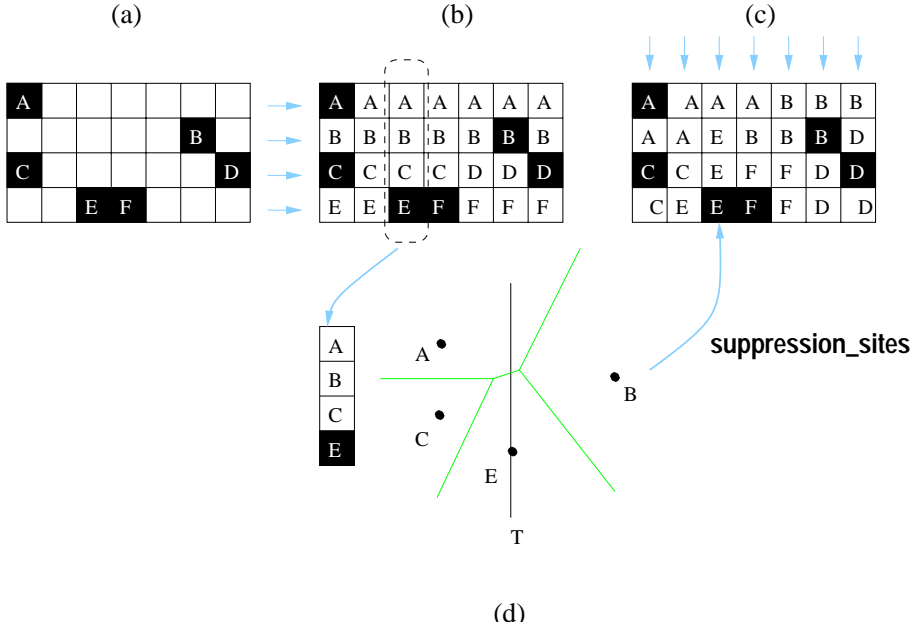 (a) (b) (c)
A A A A A A A A A A A A B B B
B B B B B B B B A A E B B B D
C D C C C C D D D C C E F F D D
E F E E E F F F F C E E F F D D
suppression_sites
A
B
C
E
A
B
C
E
T
(d)